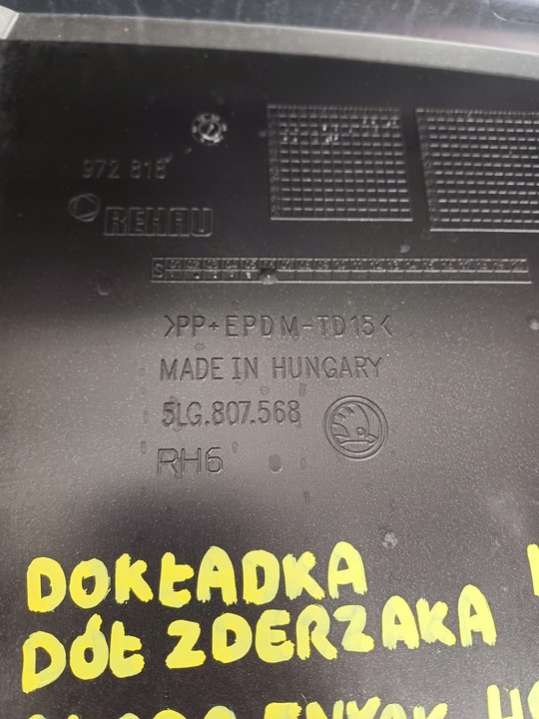 972 818
REHAU
>PP+EPDM-TD15<
MADE IN HUNGARY
5LG.807.568
RH6
DOKŁADKA
DÓŁ ZDERZAKA